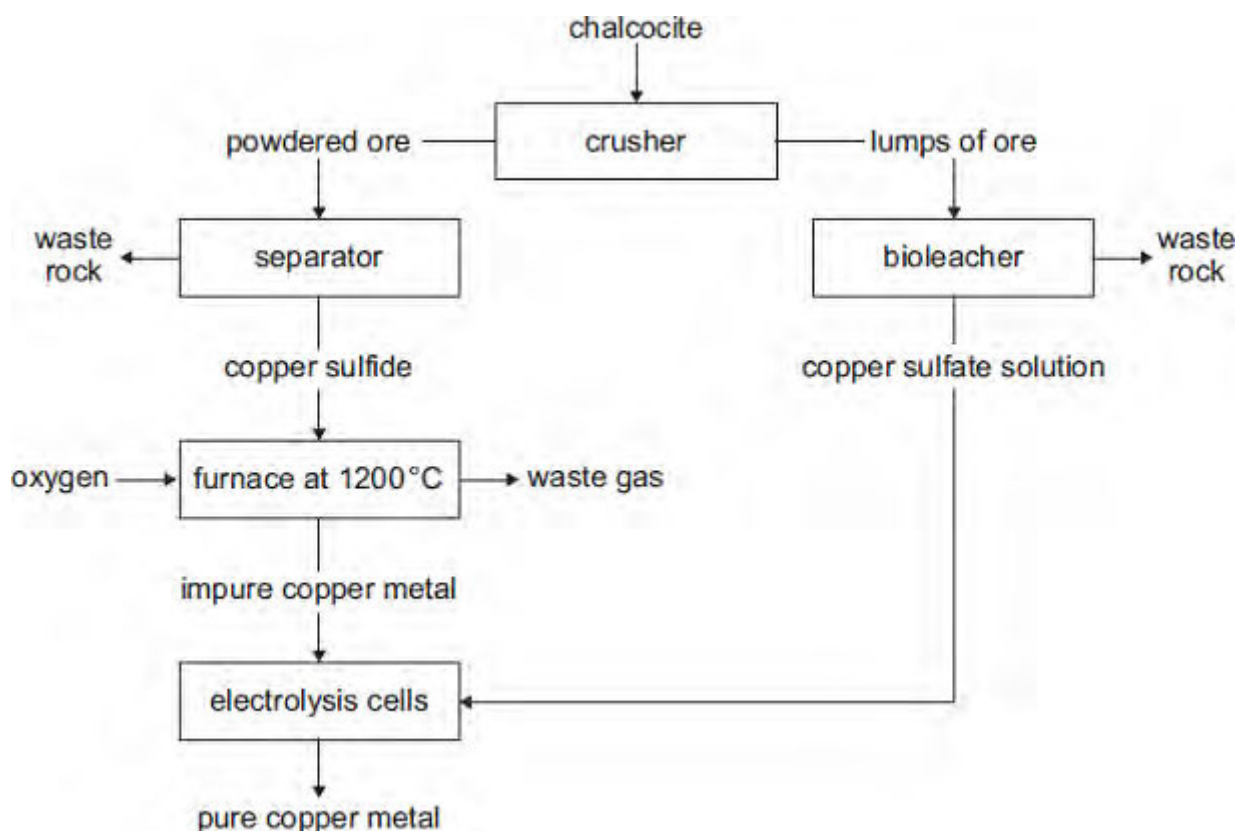 chalcocite
crusher
powdered ore
lumps of ore
waste
rock
separator
bioleacher
waste
rock
copper sulfide
copper sulfate solution
oxygen
furnace at 1200 °C
waste gas
impure copper metal
electrolysis cells
pure copper metal